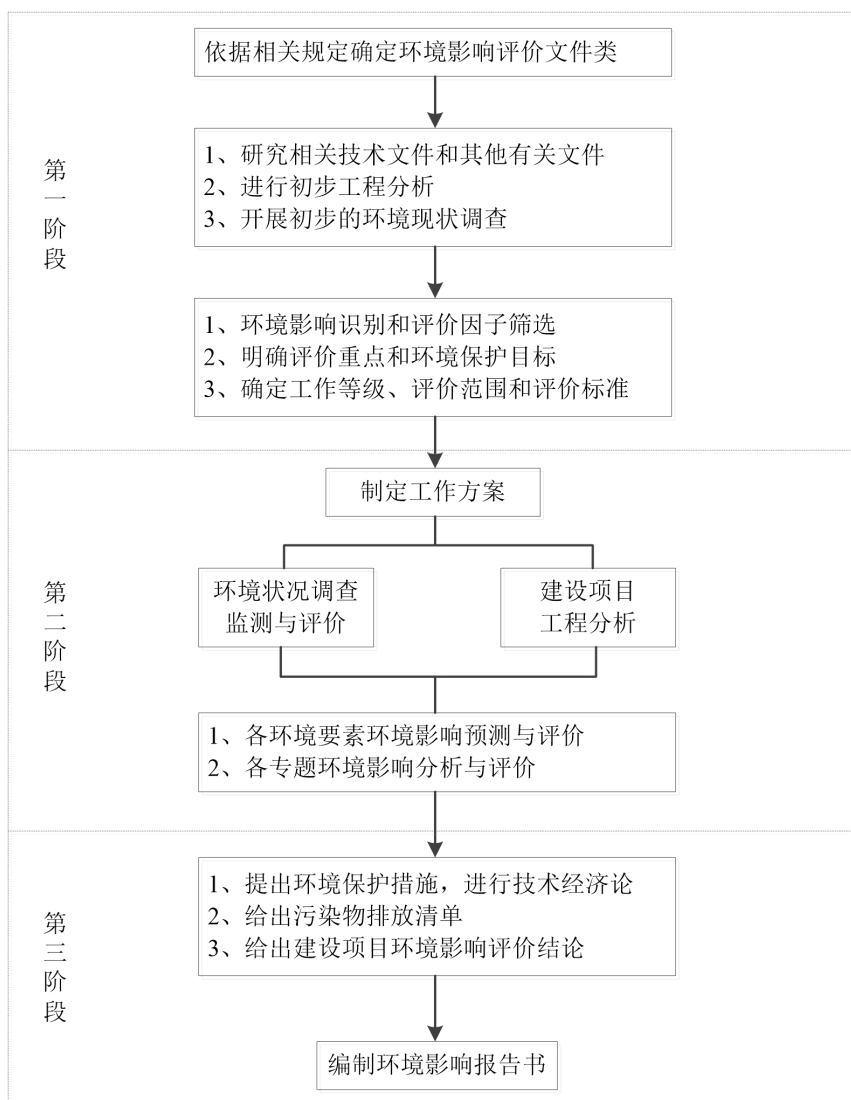 依据相关规定确定环境影响评价文件类
第一阶段
1、研究相关技术文件和其他有关文件
2、进行初步工程分析
3、开展初步的环境现状调查
1、环境影响识别和评价因子筛选
2、明确评价重点和环境保护目标
3、确定工作等级、评价范围和评价标准
制定工作方案
第二阶段
环境状况调查
监测与评价
建设项目
工程分析
1、各环境要素环境影响预测与评价
2、各专题环境影响分析与评价
第三阶段
1、提出环境保护措施，进行技术经济论
2、给出污染物排放清单
3、给出建设项目环境影响评价结论
编制环境影响报告书